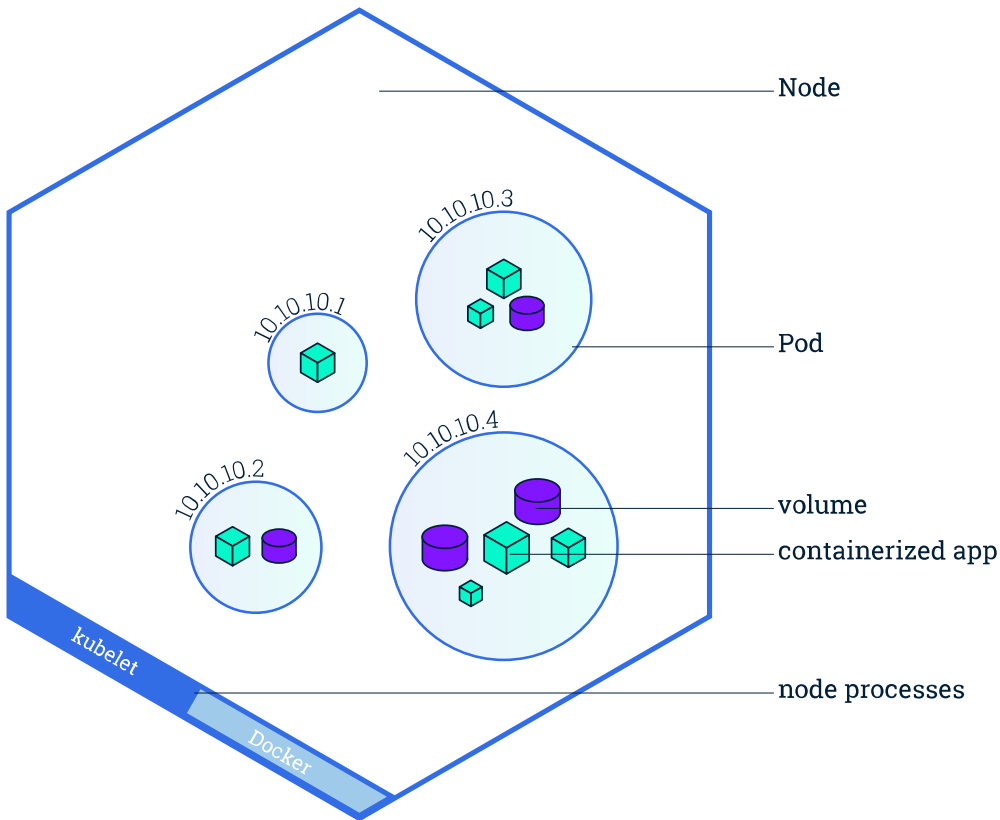 Node
10.10.10.3
10.10.10.1
Pod
10.10.10.4
10.10.10.2
volume
containerized app
kubelet
node processes
Docker